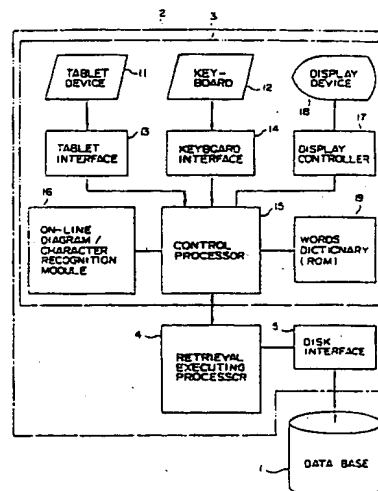 2
3
TABLET
DEVICE
11
KEY-
BOARD
12
DISPLAY
DEVICE
18
TABLET
INTERFACE
13
KEYBOARD
INTERFACE
14
DISPLAY
CONTROLLER
17
16
ON-LINE
DIAGRAM /
CHARACTER
RECOGNITION
MODULE
15
CONTROL
PROCESSOR
19
WORDS
DICTIONARY
(ROM)
4
RETRIEVAL
EXECUTING
PROCESSOR
5
DISK
INTERFACE
1
DATA BASE